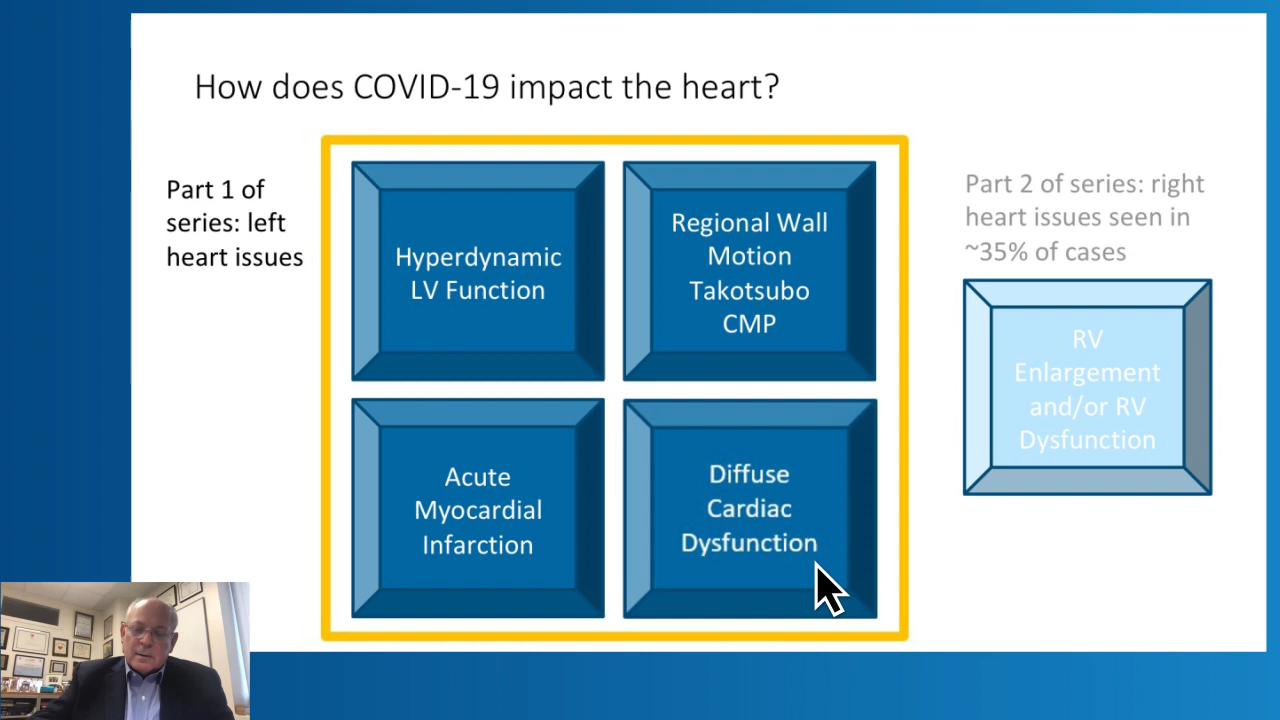 How does COVID-19 impact the heart?
Part 1 of
series: left
heart issues
Hyperdynamic
LV Function
Regional Wall
Motion
Takotsubo
CMP
Acute
Myocardial
Infarction
Diffuse
Cardiac
Dysfunction
Part 2 of series: right
heart issues seen in
~35% of cases
RV
Enlargement
and/or RV
Dysfunction